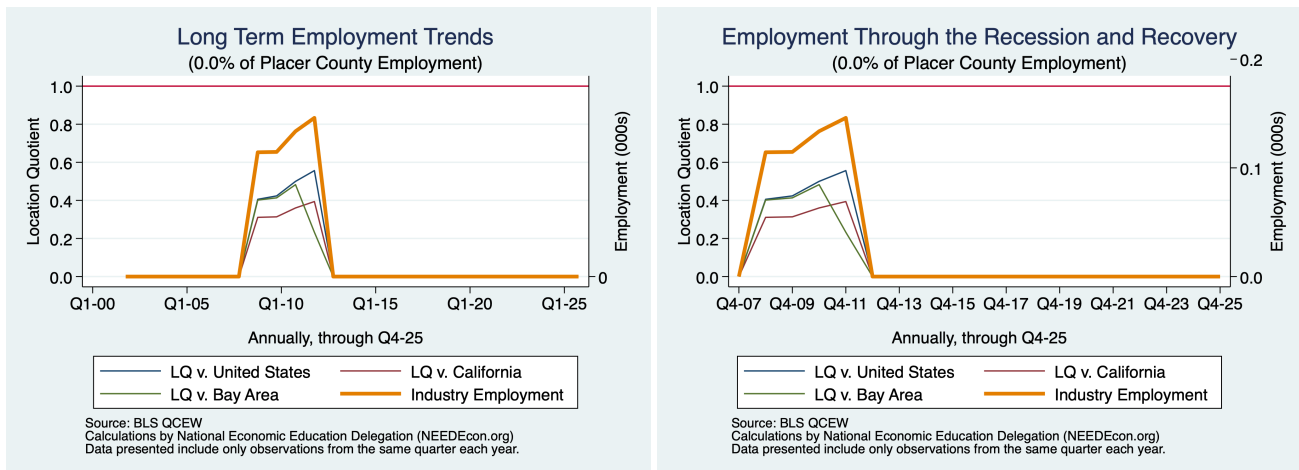 Long Term Employment Trends
(0.0% of Placer County Employment)
Location Quotient
1.0
0.8
0.6
0.4
0.2
0.0
Employment (000s)
0
Q1-00 Q1-05 Q1-10 Q1-15 Q1-20 Q1-25
Annually, through Q4-25
LQ v. United States LQ v. California
LQ v. Bay Area Industry Employment
Source: BLS QCEW
Calculations by National Economic Education Delegation (NEEDEcon.org)
Data presented include only observations from the same quarter each year.
Employment Through the Recession and Recovery
(0.0% of Placer County Employment)
Location Quotient
1.0
0.8
0.6
0.4
0.2
0.0
Employment (000s)
0.2
0.1
0.0
Q4-07 Q4-09 Q4-11 Q4-13 Q4-15 Q4-17 Q4-19 Q4-21 Q4-23 Q4-25
Annually, through Q4-25
LQ v. United States LQ v. California
LQ v. Bay Area Industry Employment
Source: BLS QCEW
Calculations by National Economic Education Delegation (NEEDEcon.org)
Data presented include only observations from the same quarter each year.